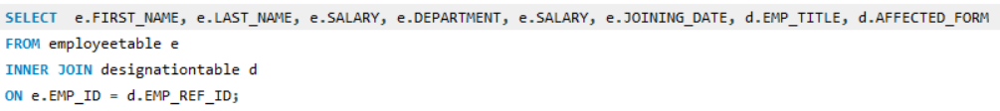 SELECT e.FIRST_NAME, e.LAST_NAME, e.SALARY, e.DEPARTMENT, e.SALARY, e.JOINING_DATE, d.EMP_TITLE, d.AFFECTED_FORM
FROM employeetable e
INNER JOIN designationtable d
ON e.EMP_ID = d.EMP_REF_ID;